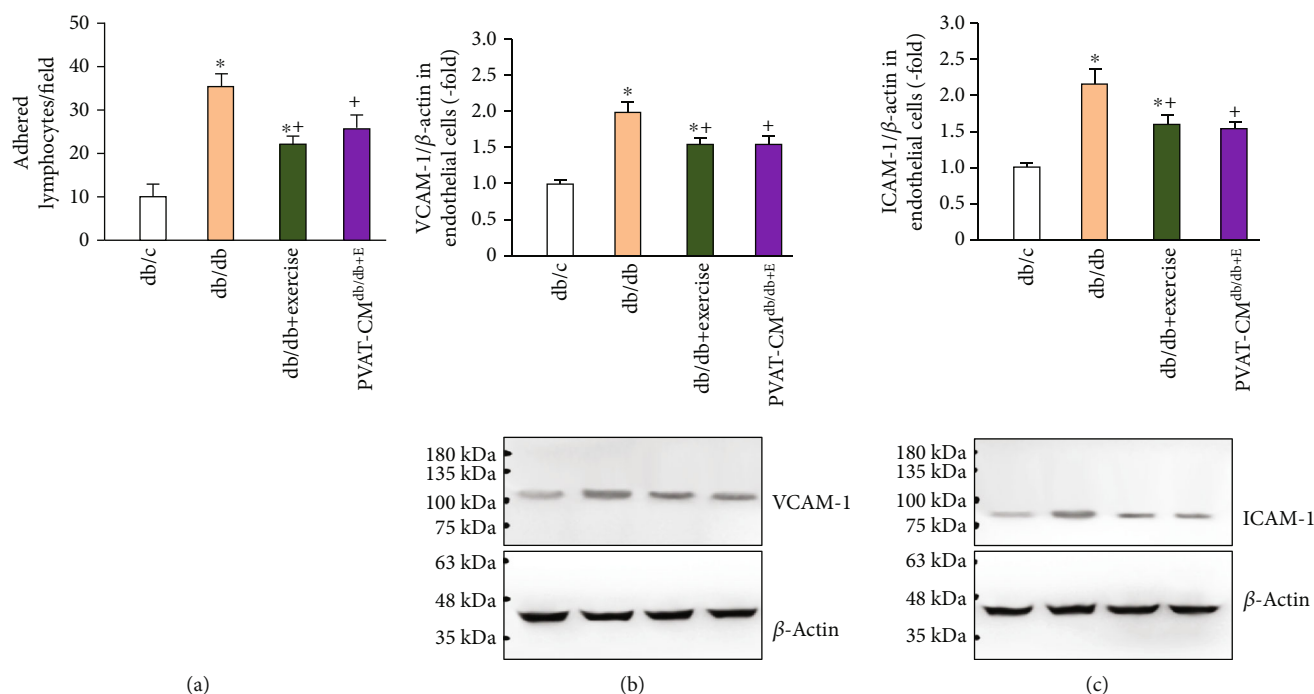 50
40
30
20
10
0
Adhered
lymphocytes/field
*
*+
+
db/c
db/db
db/db+exercise
PVAT-CMdb/db+E
(a)
3.0
2.5
2.0
1.5
1.0
0.5
0
VCAM-1/β-actin in
endothelial cells (-fold)
*
*+
+
db/c
db/db
db/db+exercise
PVAT-CMdb/db+E
180 kDa
135 kDa
100 kDa
75 kDa
VCAM-1
63 kDa
48 kDa
35 kDa
β-Actin
(b)
3.0
2.5
2.0
1.5
1.0
0.5
0
ICAM-1/β-actin in
endothelial cells (-fold)
*
*+
+
db/c
db/db
db/db+exercise
PVAT-CMdb/db+E
180 kDa
135 kDa
100 kDa
75 kDa
ICAM-1
63 kDa
48 kDa
35 kDa
β-Actin
(c)